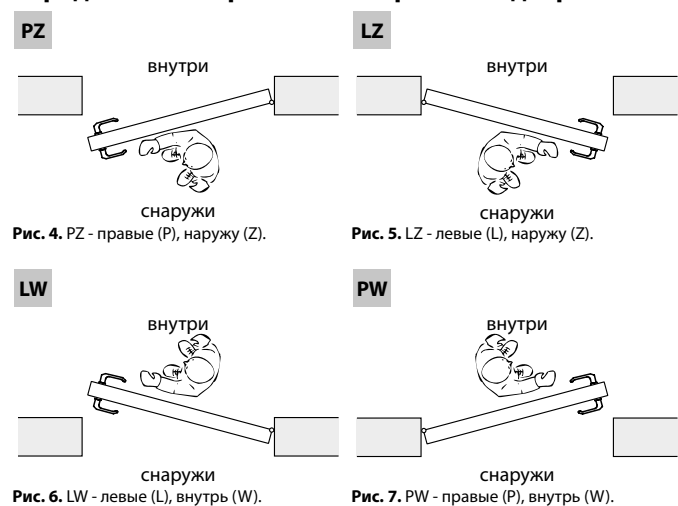 PZ
LZ
внутри
внутри
снаружи
снаружи
Рис. 4. PZ - правые (P), наружу (Z).
Рис. 5. LZ - левые (L), наружу (Z).
LW
PW
внутри
внутри
снаружи
снаружи
Рис. 6. LW - левые (L), внутрь (W).
Рис. 7. PW - правые (P), внутрь (W).